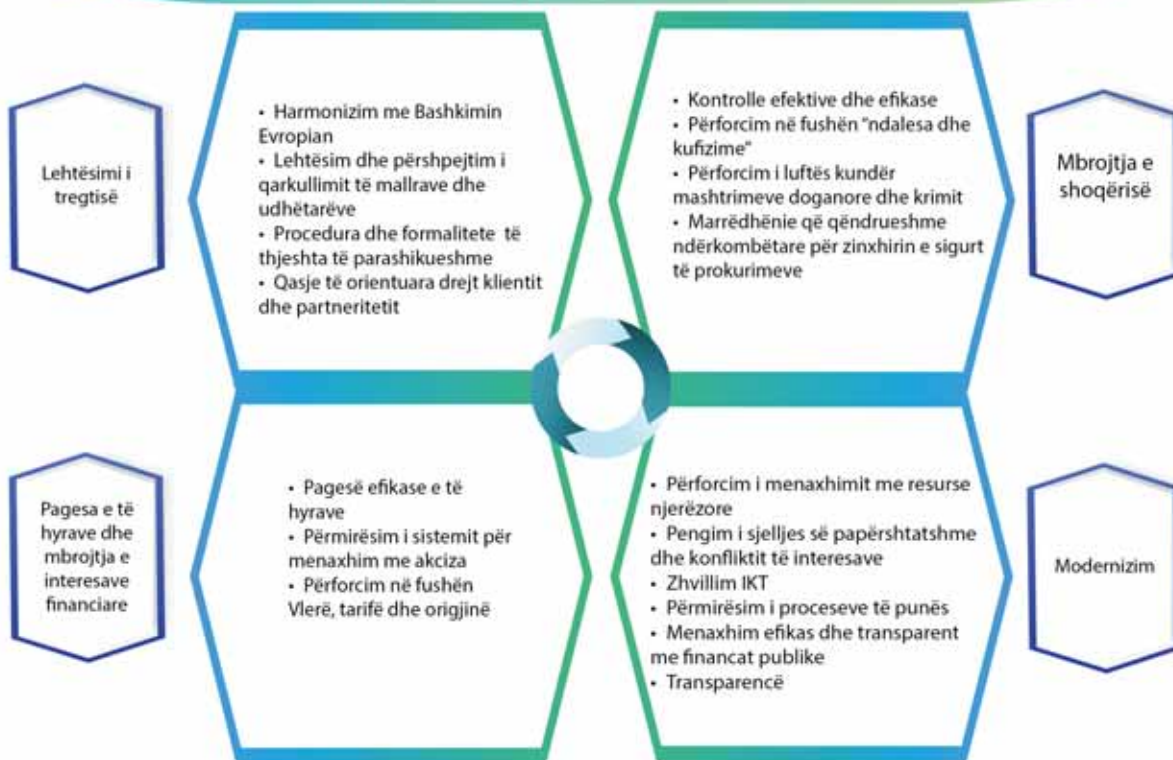 Lehtësimi i
tregtisë
• Harmonizim me Bashkimin
Evropian
• Lehtësim dhe përshpejtim i
qarkullimit të mallrave dhe
udhëtarëve
• Procedura dhe formalitete të
thjeshta të parashikueshme
• Qasje të orientuara drejt klientit
dhe partneritetit
• Kontrolle efektive dhe efikase
• Përforcim në fushën "ndalesa dhe
kufizime"
• Përforcim i luftës kundër
mashtrimeve doganore dhe krimit
• Marrëdhënie që qëndrueshme
ndërkombëtare për zinxhirin e sigurt
të prokurimeve
Mbrojtja e
shoqërisë
Pagesa e të
hyrave dhe
mbrojtja e
interesave
financiare
• Pagesë efikase e të
hyrave
• Përmirësim i sistemit për
menaxhim me akciza
• Përforcim në fushën
Vlerë, tarifë dhe origjinë
• Përforcim i menaxhimit me resurse
njerëzore
• Pengim i sjelljes së papërshtatshme
dhe konfliktit të interesave
• Zhvillim IKT
• Përmirësim i proceseve të punës
• Menaxhim efikas dhe transparent
me financat publike
• Transparencë
Modernizim